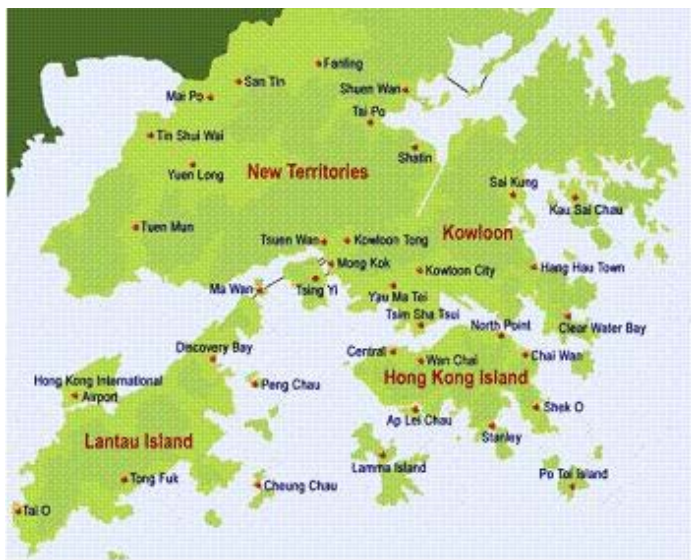 Fanling
San Tin
Mai Po
Shuen Wan
Tai Po
Tin Shui Wai
Shatin
Yuen Long
New Territories
Sai Kung
Kau Sai Chau
Tuen Mun
Kowloon
Tsuen Wan
Kowloon Tong
Mong Kok
Kowloon City
Hang Hau Town
Ma Wan
Tsing Yi
Yau Ma Tei
Tsim Sha Tsui
North Point
Clear Water Bay
Discovery Bay
Central
Wan Chai
Chai Wan
Hong Kong International
Airport
Peng Chau
Hong Kong Island
Ap Lei Chau
Shek O
Stanley
Lantau Island
Lamma Island
Tong Fuk
Cheung Chau
Po Toi Island
Tai O